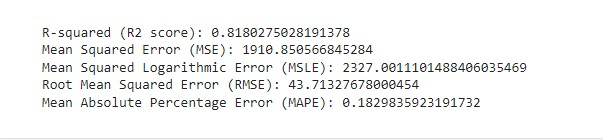 R-squared (R2 score): 0.8180275028191378
Mean Squared Error (MSE): 1910.850566845284
Mean Squared Logarithmic Error (MSLE): 2327.0011101488406035469
Root Mean Squared Error (RMSE): 43.71327678000454
Mean Absolute Percentage Error (MAPE): 0.1829835923191732